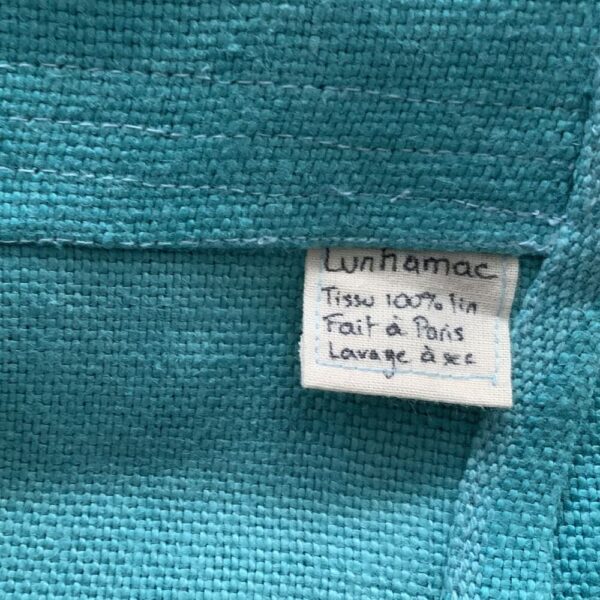 Lunhamac
Tissu 100% lin
Fait à Paris
Lavage à sec